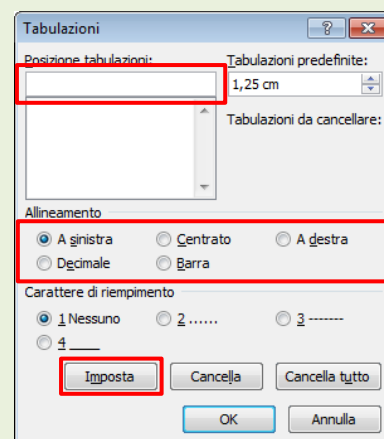 Tabulazioni
Posizione tabulazioni: Tabulazioni predefinite:
1,25 cm
Tabulazioni da cancellare:
Allineamento
A sinistra Centrato A destra
Decimale Barra
Carattere di riempimento
1 Nessuno 2 ...... 3 -------
4 ____
Imposta Cancella Cancella tutto
OK Annulla